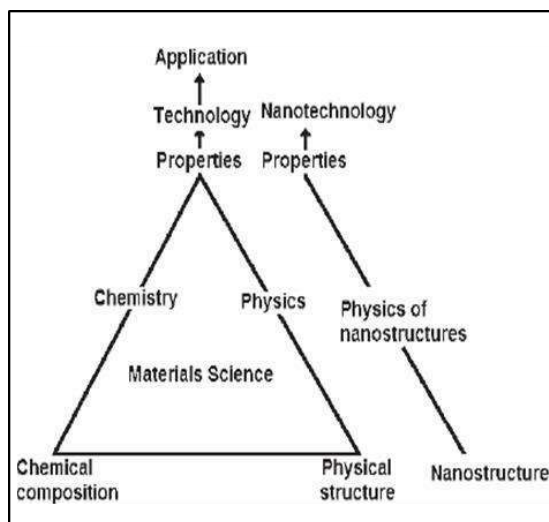 Application
Technology
Nanotechnology
Properties
Properties
Chemistry
Physics
Physics of
nanostructures
Materials Science
Chemical
composition
Physical
structure
Nanostructure